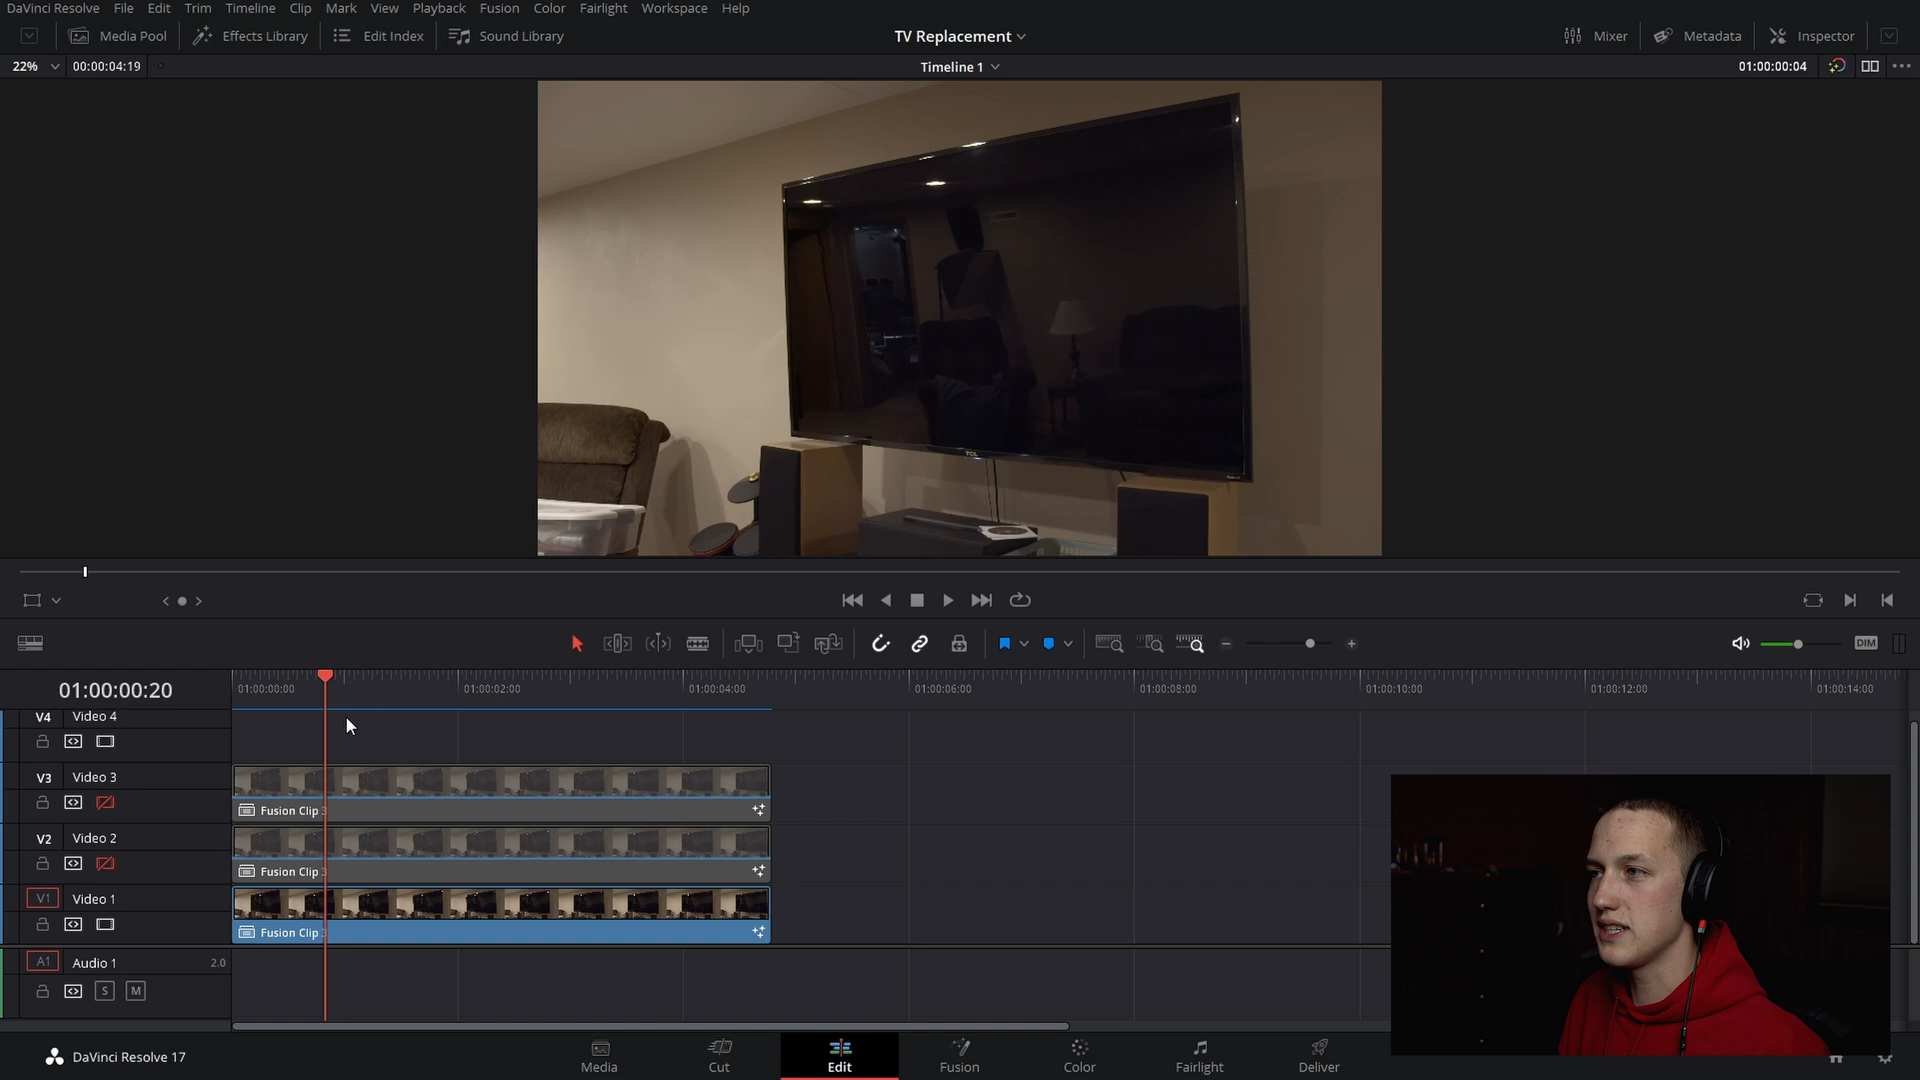 DaVinci Resolve File Edit Trim Timeline Clip Mark View Playback Fusion Color Fairlight Workspace Help
Media Pool Effects Library Edit Index Sound Library TV Replacement Mixer Metadata Inspector
22% 00:00:04:19 Timeline 1 01:00:00:04
TCL
DIM
01:00:00:20 01:00:00:00 01:00:02:00 01:00:04:00 01:00:06:00 01:00:08:00 01:00:10:00 01:00:12:00 01:00:14:00
V4 Video 4
V3 Video 3
Fusion Clip 3
V2 Video 2
Fusion Clip 3
V1 Video 1
Fusion Clip
A1 Audio 1 2.0
S M
DaVinci Resolve 17 Media Cut Edit Fusion Color Fairlight Deliver